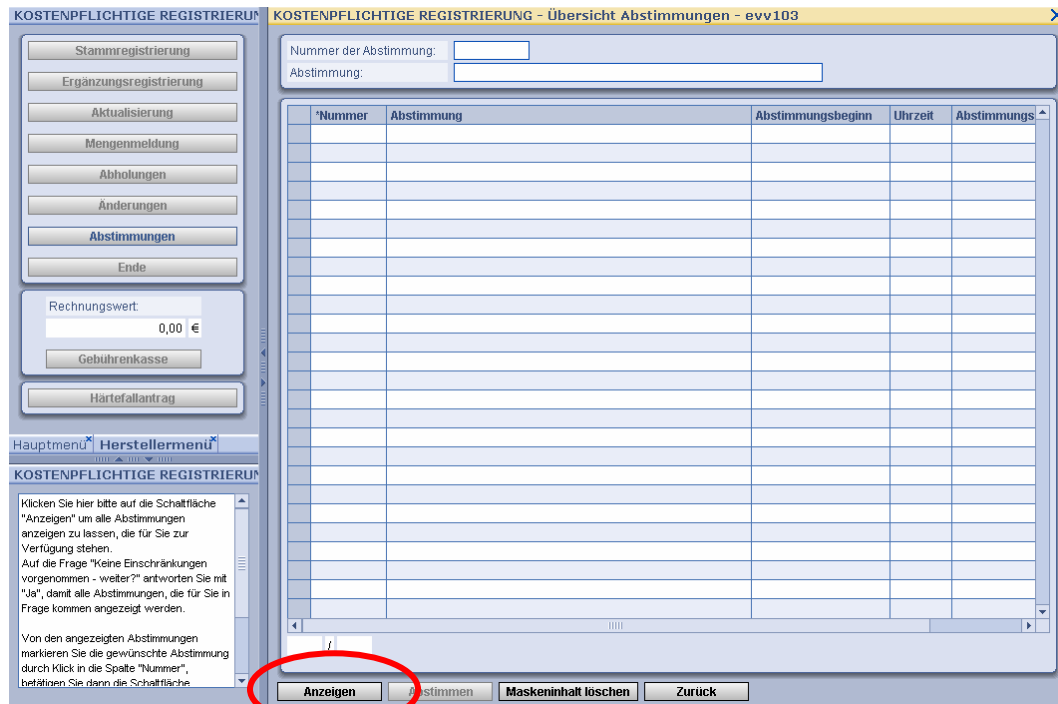 KOSTENPFLICHTIGE REGISTRIERUN
Stammregistrierung
Ergänzungsregistrierung
Aktualisierung
Mengenmeldung
Abholungen
Änderungen
Abstimmungen
Ende
Rechnungswert:
0,00 €
Gebührenkasse
Härtefallantrag
Hauptmenü Herstellermenü
KOSTENPFLICHTIGE REGISTRIERUN
Klicken Sie hier bitte auf die Schaltfläche
"Anzeigen" um alle Abstimmungen
anzeigen zu lassen, die für Sie zur
Verfügung stehen.
Auf die Frage "Keine Einschränkungen
vorgenommen - weiter?" antworten Sie mit
"Ja", damit alle Abstimmungen, die für Sie in
Frage kommen angezeigt werden.
Von den angezeigten Abstimmungen
markieren Sie die gewünschte Abstimmung
durch Klick in die Spalte "Nummer",
betätigen Sie dann die Schaltfläche
KOSTENPFLICHTIGE REGISTRIERUNG - Übersicht Abstimmungen - evv103
Nummer der Abstimmung:
Abstimmung:
*Nummer Abstimmung Abstimmungsbeginn Uhrzeit Abstimmungs
/
Anzeigen Abstimmen Maskeninhalt löschen Zurück